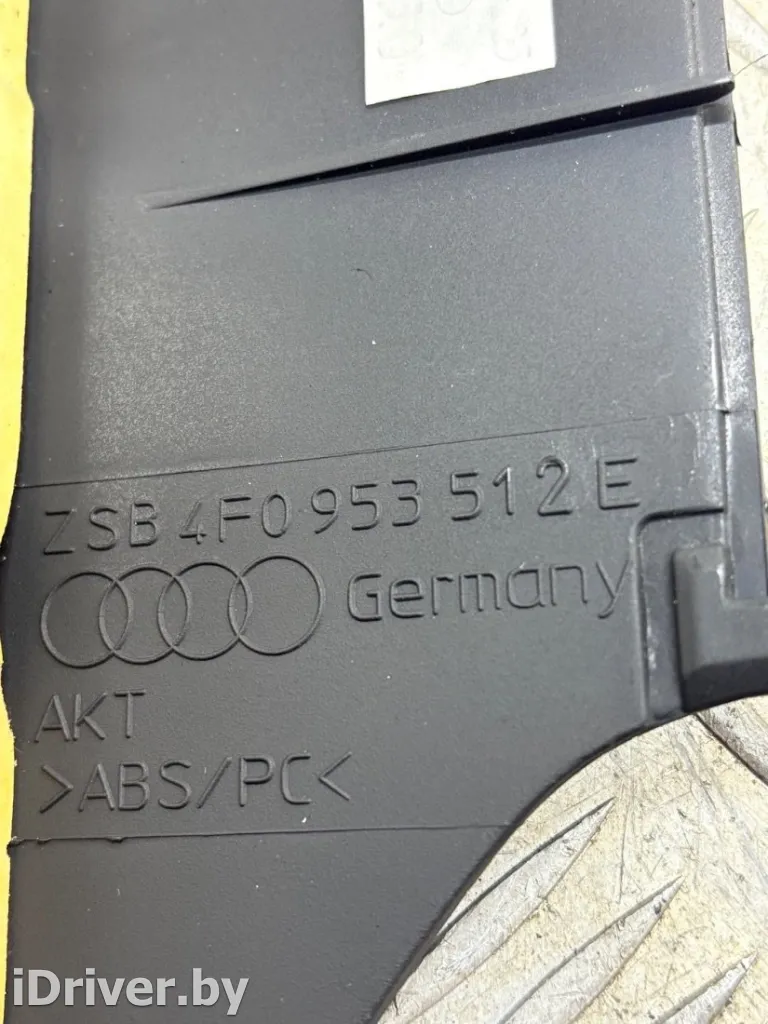 ZSB 4F0 953 512 E
Germany
AKT
>ABS/PC<
iDriver.by